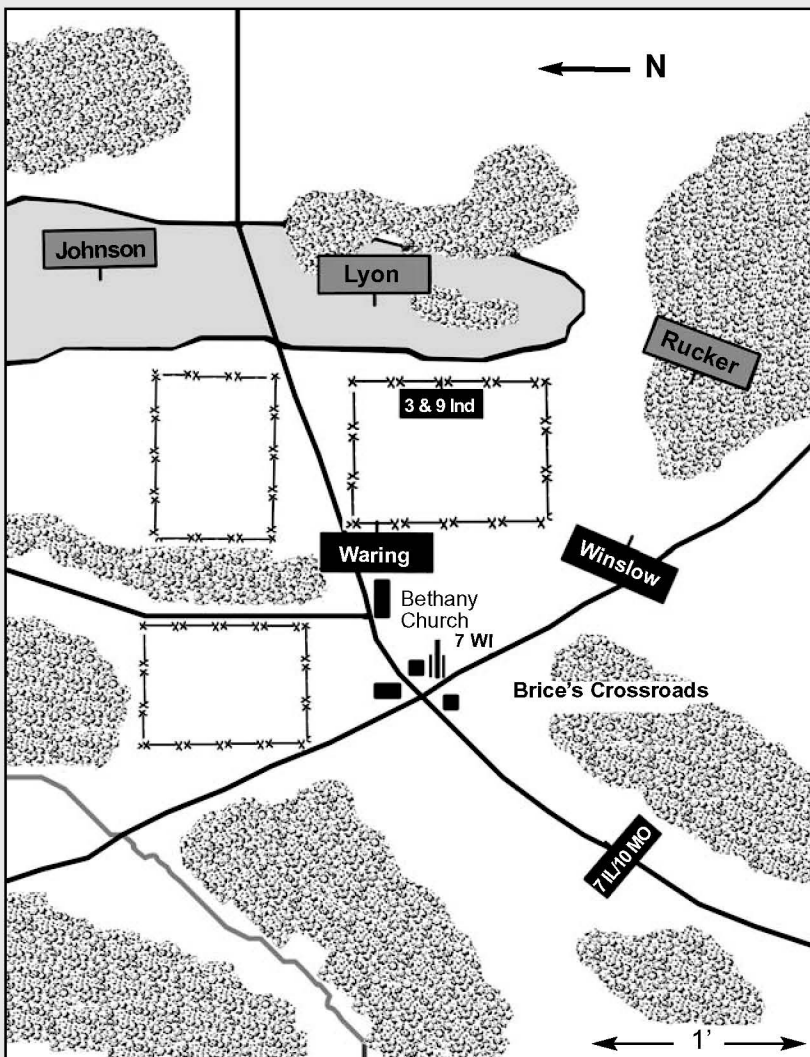 N
Johnson
Lyon
Rucker
3 & 9 Ind
Waring
Winslow
Bethany
Church
7 WI
Brice's Crossroads
7 IL/10 MO
1'